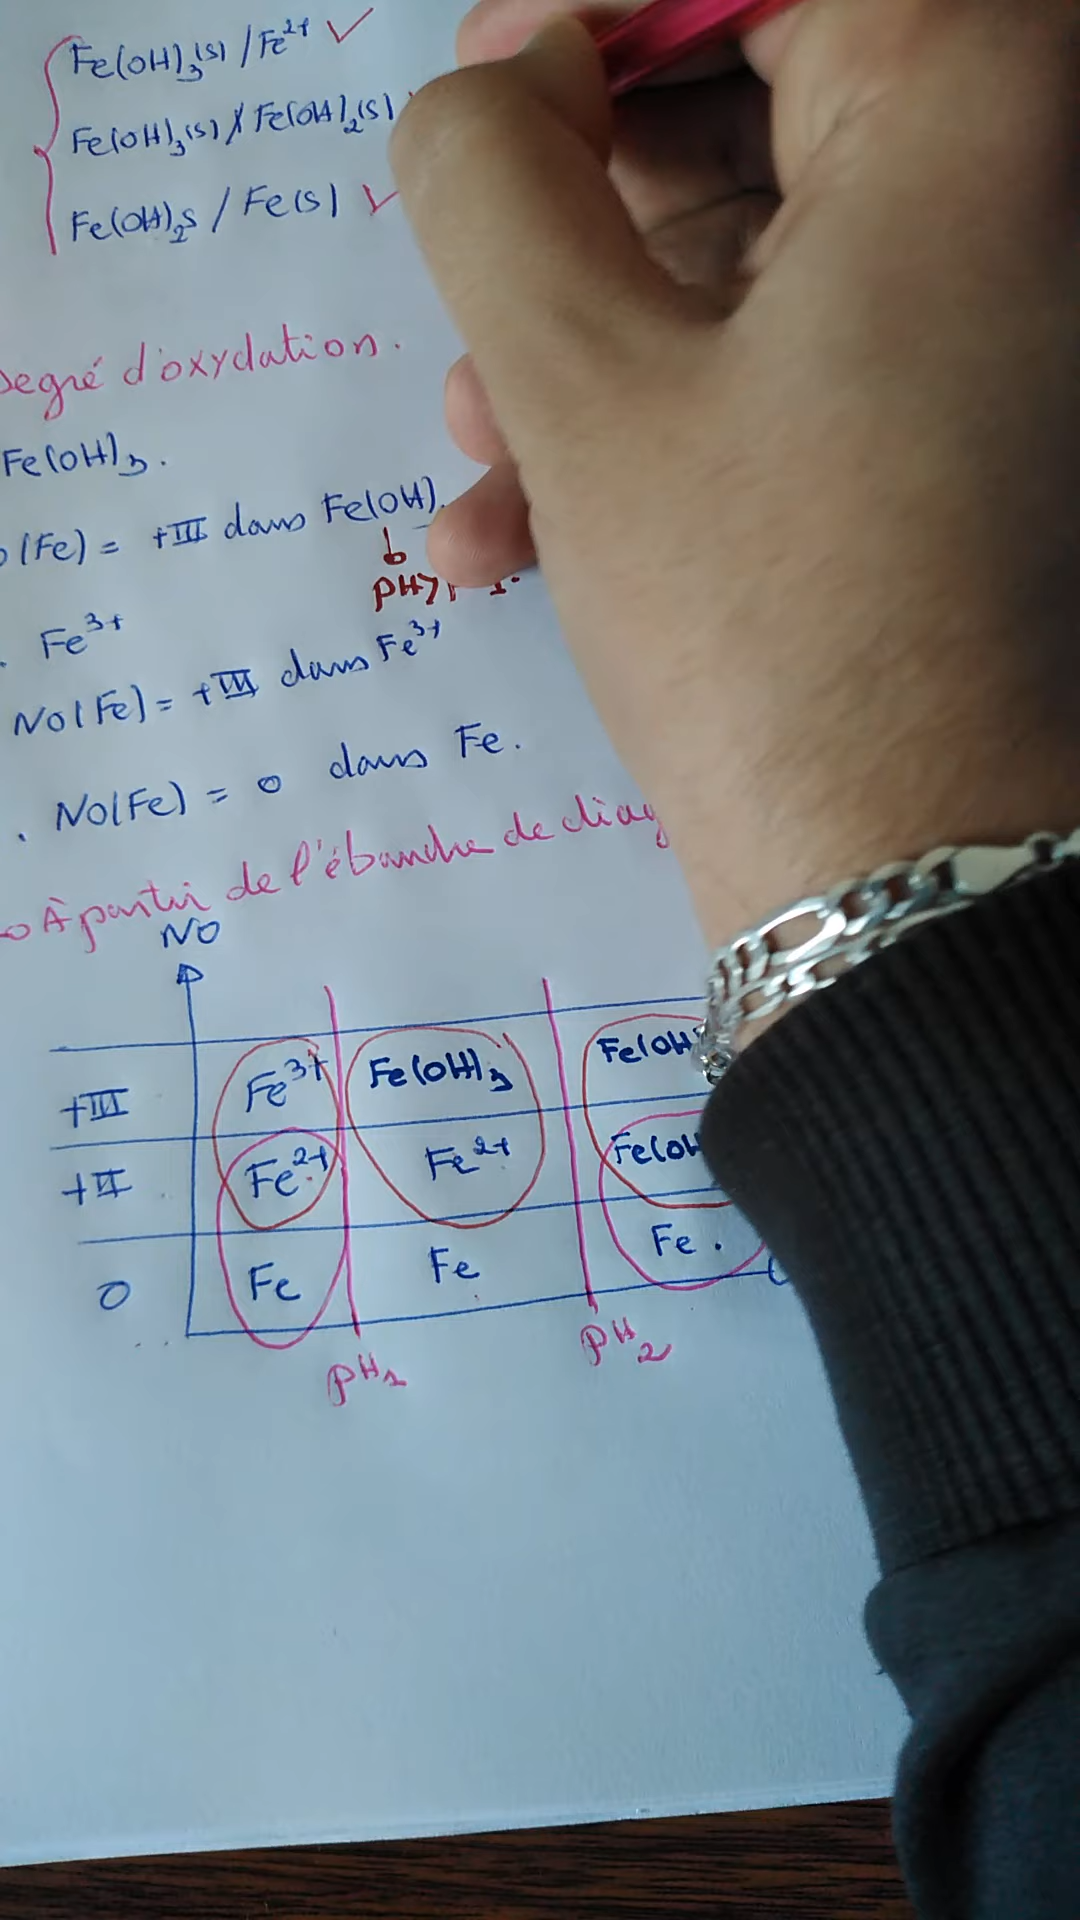 Fe(OH)₃(s) / Fe²⁺ ✓
Fe(OH)₃(s) / Fe(OH)₂(s)
Fe(OH)₂s / Fe(s) ✓
Degré d'oxydation.
Fe(OH)₃.
(Fe) = +III dans Fe(OH)
pH>
. Fe³⁺
NO(Fe) = +III dans Fe³⁺
. NO(Fe) = 0 dans Fe.
À partir de l'ébauche de diag
NO
+III Fe³⁺ Fe(OH)₃ Fe(OH)
+II Fe²⁺ Fe²⁺ Fe(OH
0 Fe Fe Fe.
pH₁ pH₂